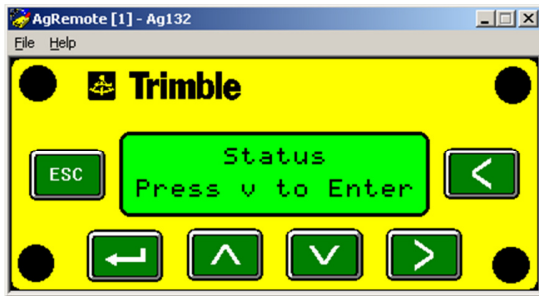 AgRemote [1] - Ag132
File Help
Trimble
ESC
Status
Press v to Enter